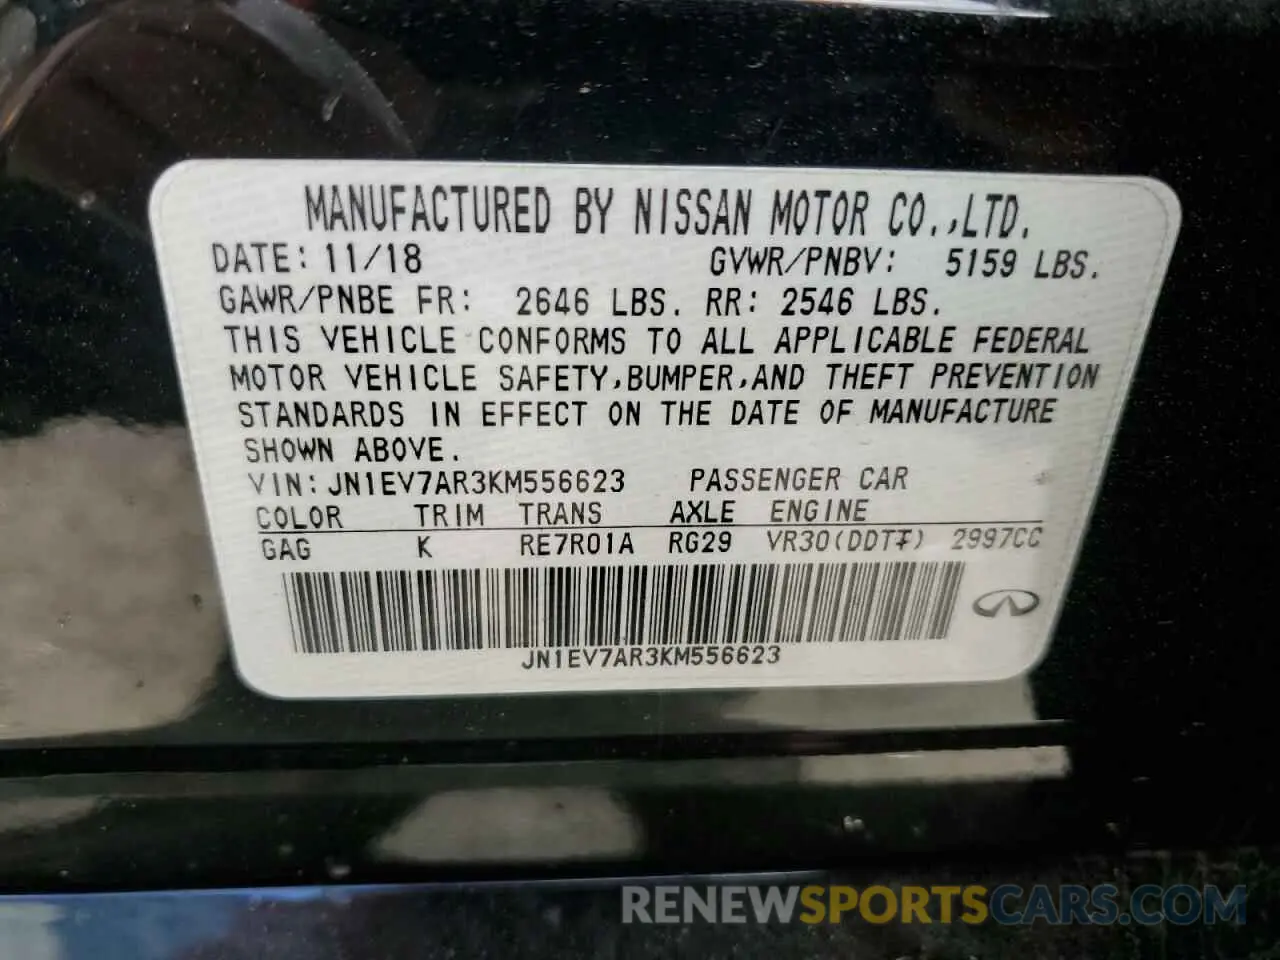 MANUFACTURED BY NISSAN MOTOR CO.,LTD.
DATE: 11/18 GVWR/PNBV: 5159 LBS.
GAWR/PNBE FR: 2646 LBS. RR: 2546 LBS.
THIS VEHICLE CONFORMS TO ALL APPLICABLE FEDERAL
MOTOR VEHICLE SAFETY,BUMPER,AND THEFT PREVENTION
STANDARDS IN EFFECT ON THE DATE OF MANUFACTURE
SHOWN ABOVE.
VIN: JN1EV7AR3KM556623 PASSENGER CAR
COLOR TRIM TRANS AXLE ENGINE
GAG K RE7R01A RG29 VR30(DDTT) 2997CC
JN1EV7AR3KM556623
RENEWSPORTSCARS.COM